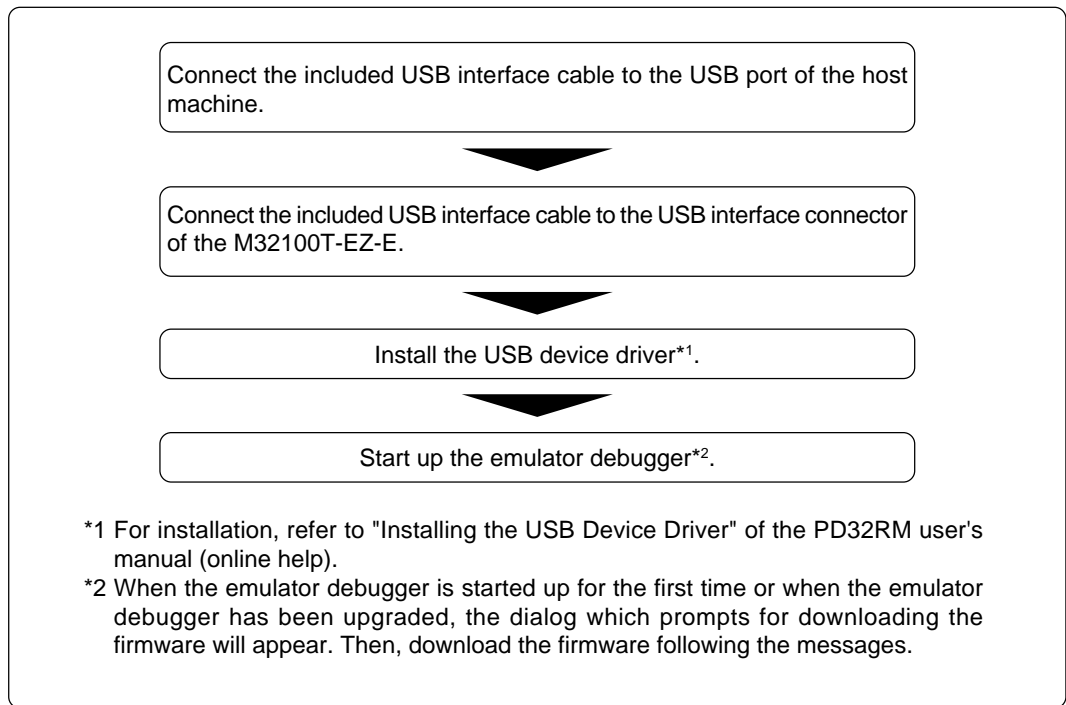 Connect the included USB interface cable to the USB port of the host
machine.
Connect the included USB interface cable to the USB interface connector
of the M32100T-EZ-E.
Install the USB device driver*1.
Start up the emulator debugger*2.
*1 For installation, refer to "Installing the USB Device Driver" of the PD32RM user's
manual (online help).
*2 When the emulator debugger is started up for the first time or when the emulator
debugger has been upgraded, the dialog which prompts for downloading the
firmware will appear. Then, download the firmware following the messages.